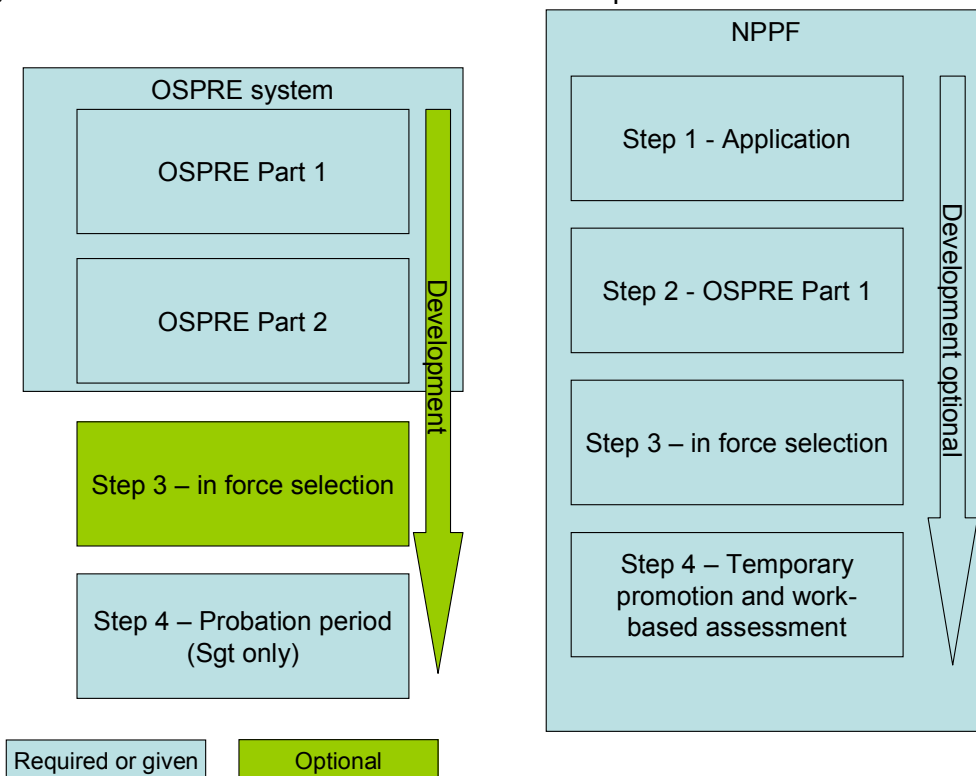 OSPRE system
OSPRE Part 1
OSPRE Part 2
Step 3 – in force selection
Step 4 – Probation period
(Sgt only)
Development
Required or given
Optional
NPPF
Step 1 - Application
Step 2 - OSPRE Part 1
Step 3 – in force selection
Step 4 – Temporary
promotion and work-
based assessment
Development optional